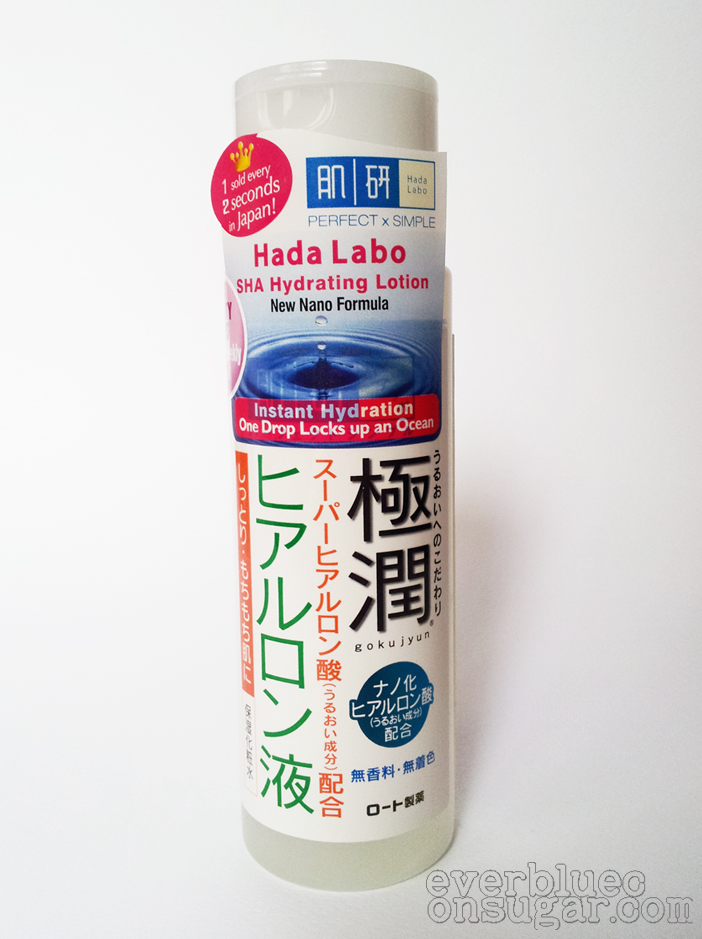 1 sold every
2 seconds
in Japan!
肌研
Hada
Labo
PERFECT x SIMPLE
Hada Labo
SHA Hydrating Lotion
New Nano Formula
Instant Hydration
One Drop Locks up an Ocean
うるおいへのこだわり
極潤®
gokujyun
スーパーヒアルロン酸(うるおい成分)配合
ヒアルロン液
保湿化粧水
ナノ化
ヒアルロン酸
(うるおい成分)
配合
無香料・無着色
ロート製薬
everbluec
onsugar.com